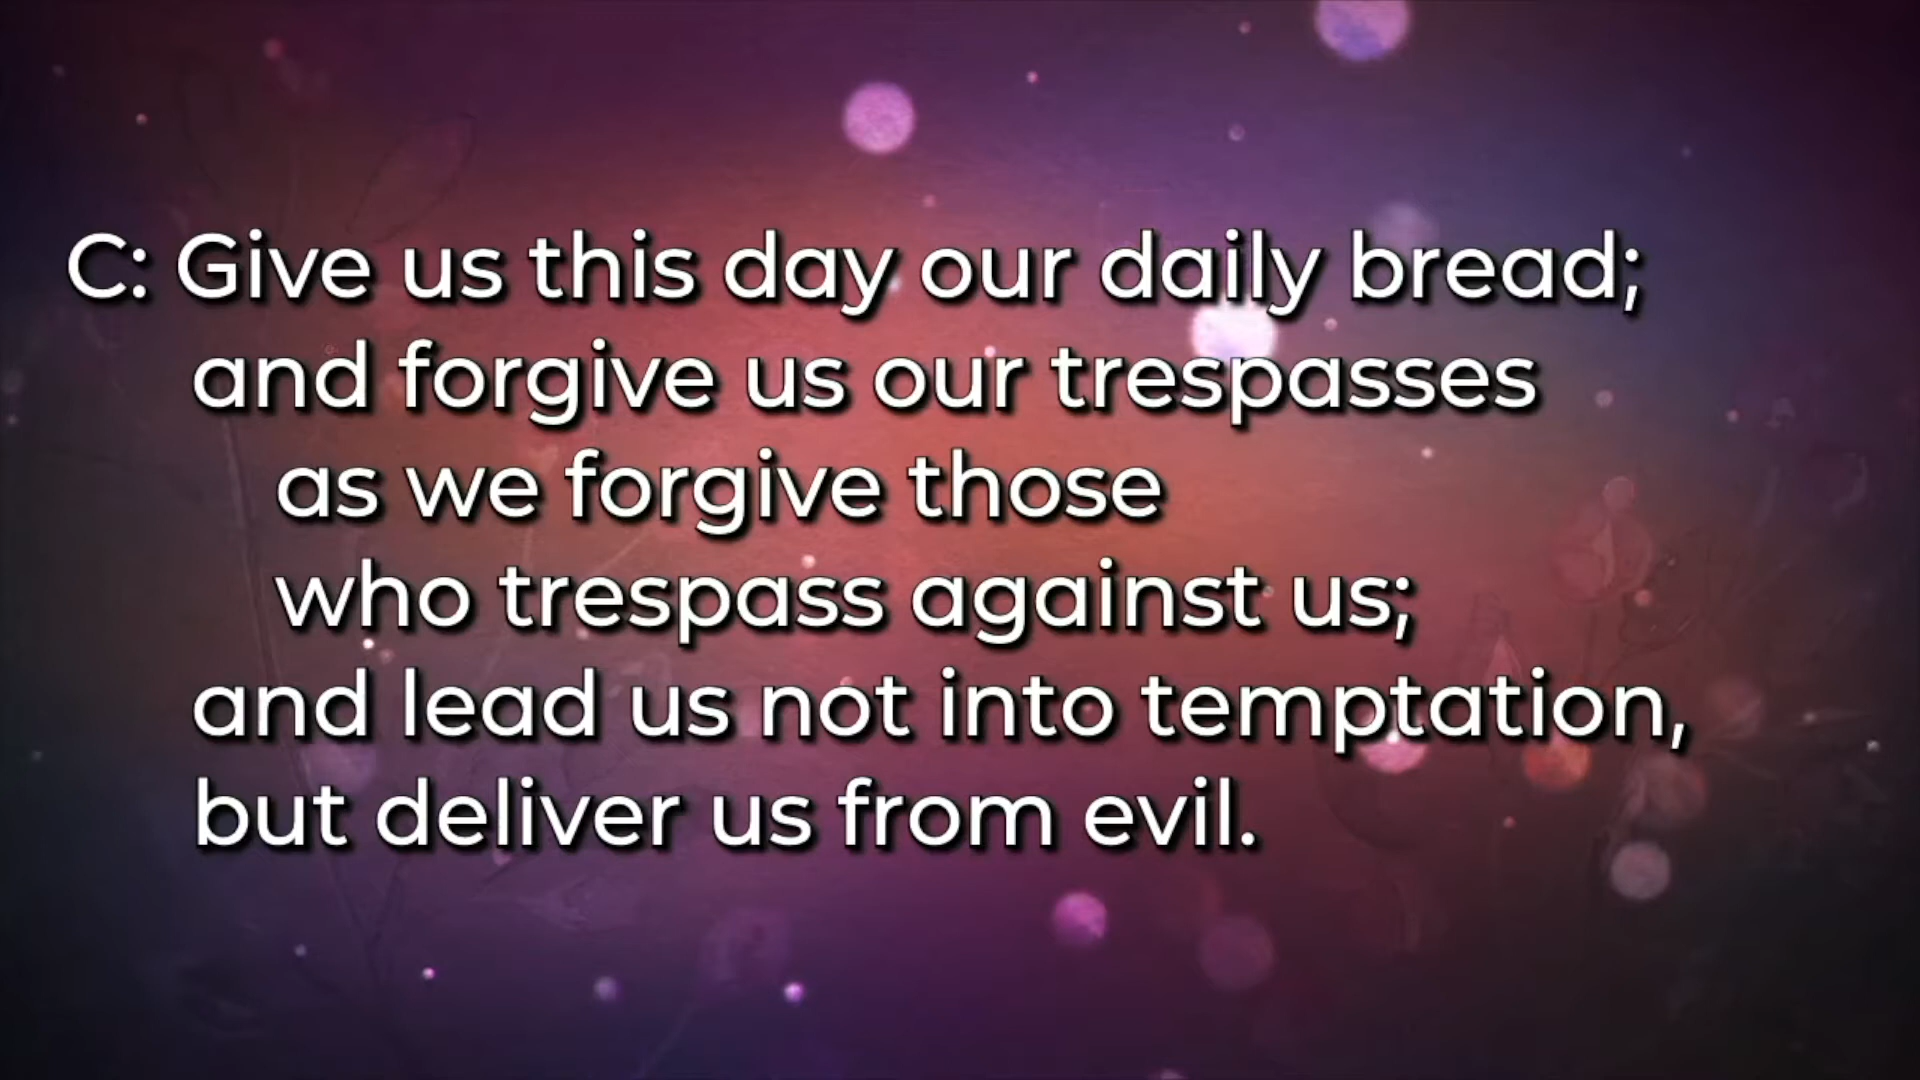 C: Give us this day our daily bread;
and forgive us our trespasses
as we forgive those
who trespass against us;
and lead us not into temptation,
but deliver us from evil.